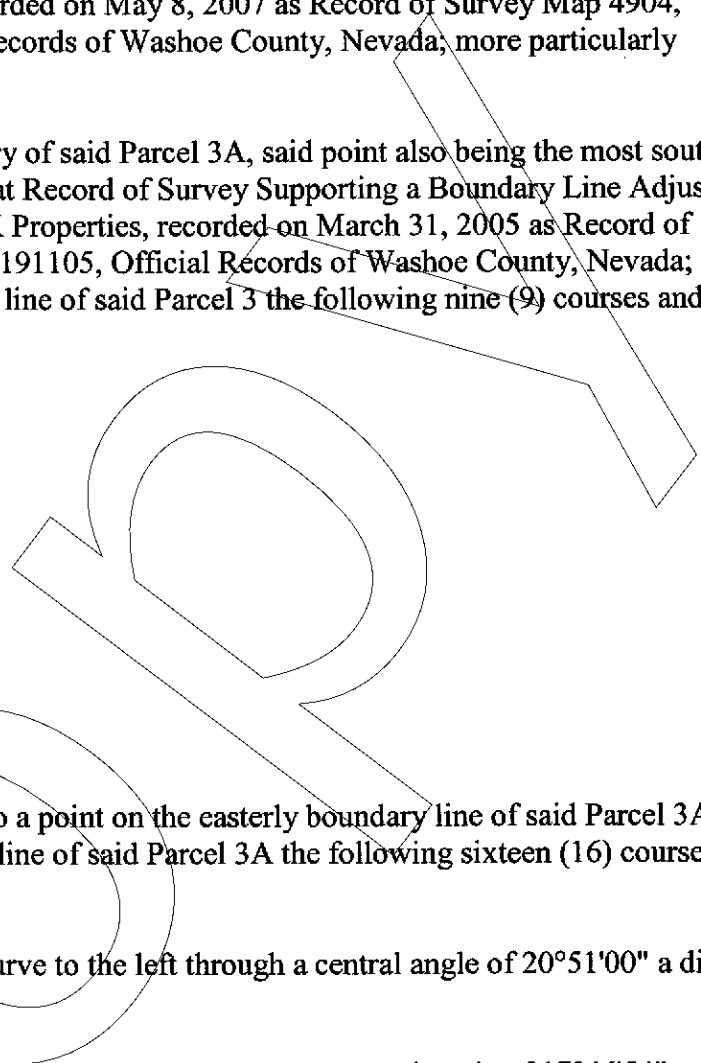 rded on May 8, 2007 as Record of Survey Map 4904,
ecords of Washoe County, Nevada; more particularly
ry of said Parcel 3A, said point also being the most sout
at Record of Survey Supporting a Boundary Line Adjus
K Properties, recorded on March 31, 2005 as Record of
191105, Official Records of Washoe County, Nevada;
line of said Parcel 3 the following nine (9) courses and
o a point on the easterly boundary line of said Parcel 3A
line of said Parcel 3A the following sixteen (16) course
urve to the left through a central angle of 20°51'00" a di